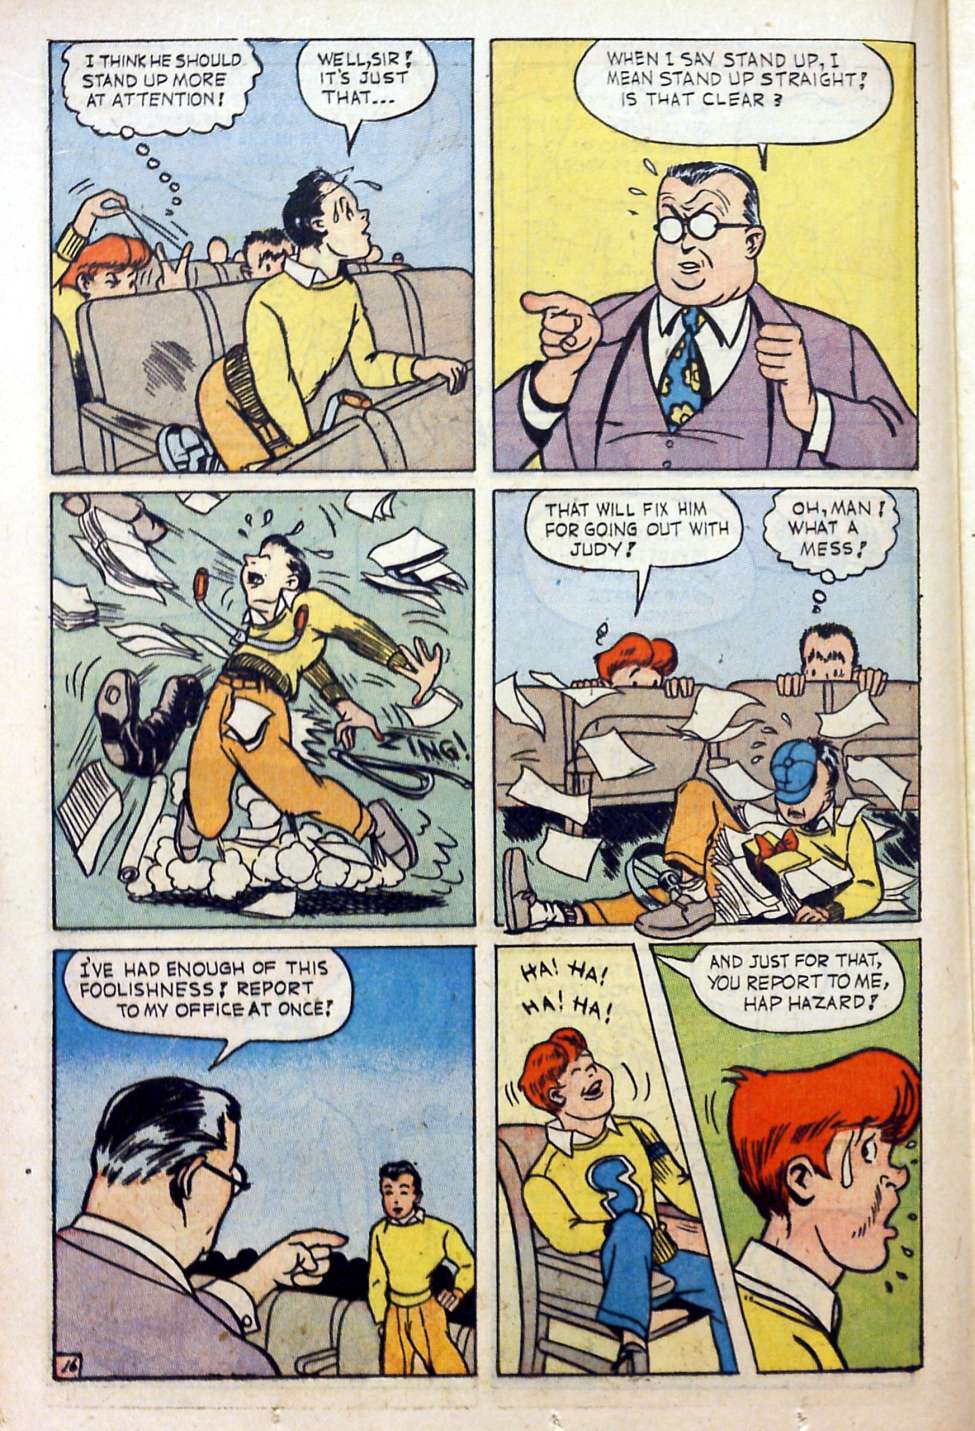 I THINK HE SHOULD
STAND UP MORE
AT ATTENTION!
WELL, SIR!
IT'S JUST
THAT...
WHEN I SAY STAND UP, I
MEAN STAND UP STRAIGHT!
IS THAT CLEAR?
ING!
THAT WILL FIX HIM
FOR GOING OUT WITH
JUDY!
OH, MAN!
WHAT A
MESS!
I'VE HAD ENOUGH OF THIS
FOOLISHNESS! REPORT
TO MY OFFICE AT ONCE!
HA! HA!
HA! HA!
AND JUST FOR THAT,
YOU REPORT TO ME,
HAP HAZARD!
16